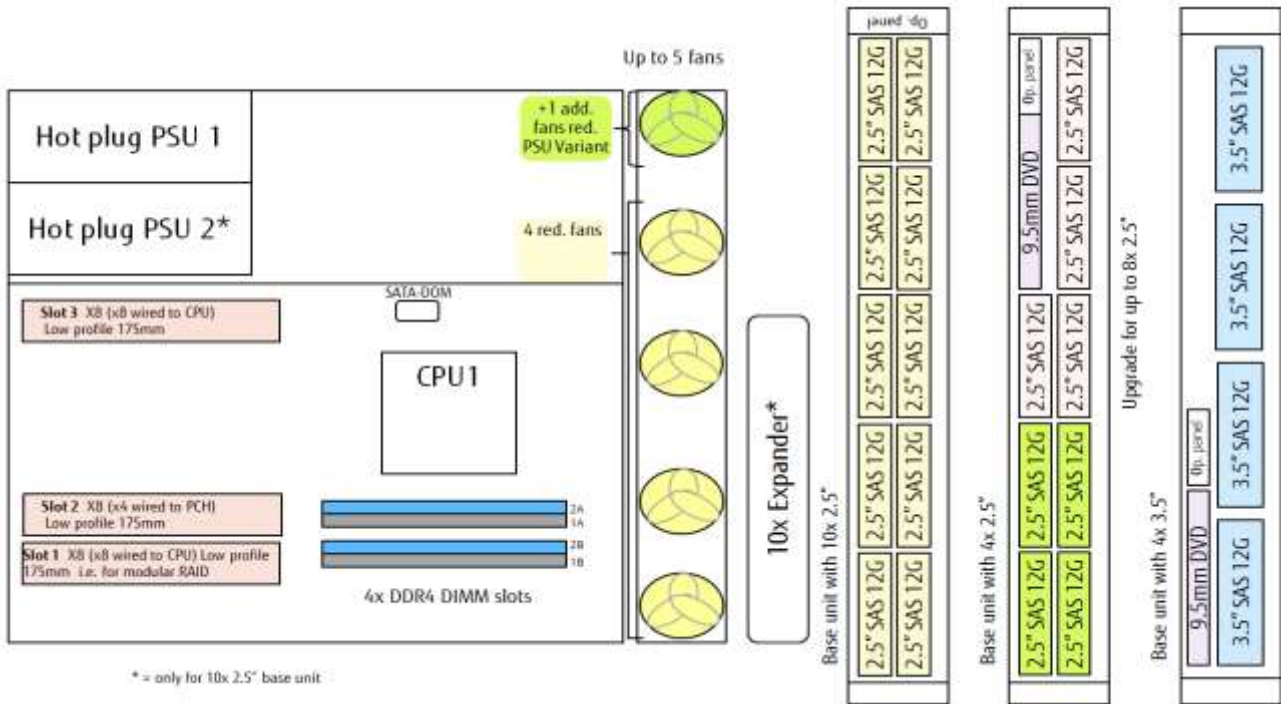 Up to 5 fans
Hot plug PSU 1
Hot plug PSU 2*
+1 add.
fans red.
PSU Variant
4 red. fans
SATA-DOM
Slot 3 X8 (x8 wired to CPU)
Low profile 175mm
CPU1
Slot 2 X8 (x4 wired to PCH)
Low profile 175mm
Slot 1 X8 (x8 wired to CPU) Low profile
175mm i.e. for modular RAID
2A
1A
2B
1B
4x DDR4 DIMM slots
* = only for 10x 2.5" base unit
10x Expander*
Base unit with 10x 2.5"
Op. panel
2.5" SAS 12G
2.5" SAS 12G
2.5" SAS 12G
2.5" SAS 12G
2.5" SAS 12G
2.5" SAS 12G
2.5" SAS 12G
2.5" SAS 12G
2.5" SAS 12G
2.5" SAS 12G
Base unit with 4x 2.5"
Op. panel
9.5mm DVD
2.5" SAS 12G
2.5" SAS 12G
2.5" SAS 12G
2.5" SAS 12G
2.5" SAS 12G
2.5" SAS 12G
2.5" SAS 12G
2.5" SAS 12G
Upgrade for up to 8x 2.5"
Base unit with 4x 3.5"
Op. panel
9.5mm DVD
3.5" SAS 12G
3.5" SAS 12G
3.5" SAS 12G
3.5" SAS 12G